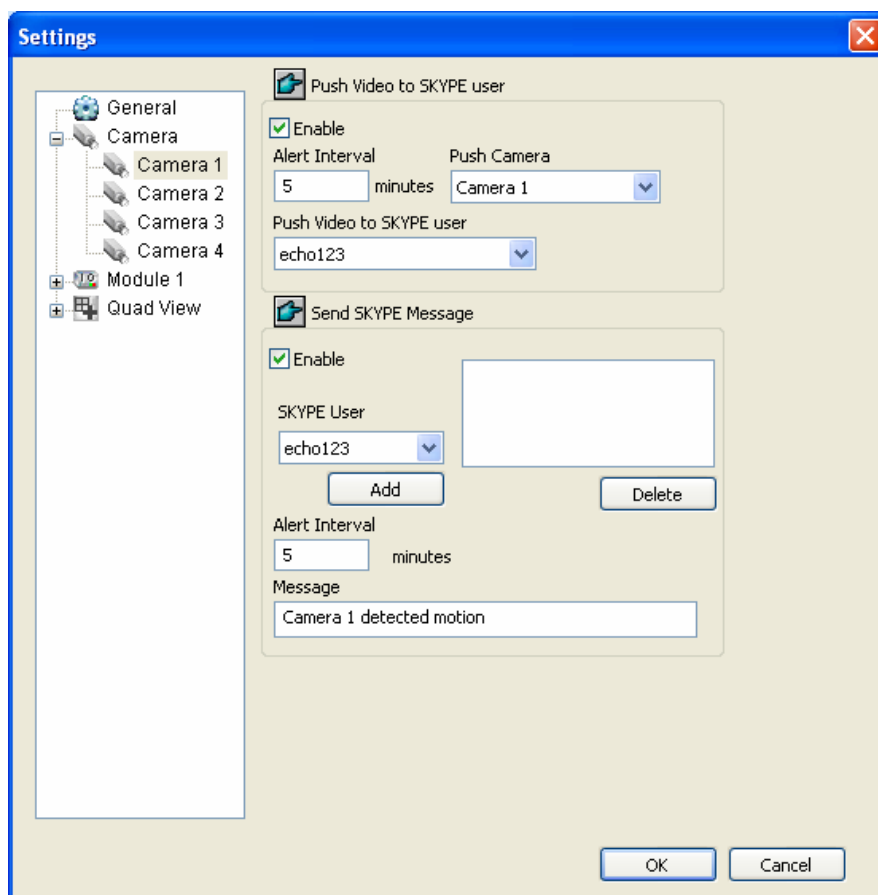 Settings
General
Camera
Camera 1
Camera 2
Camera 3
Camera 4
Module 1
Quad View
Push Video to SKYPE user
Enable
Alert Interval Push Camera
5 minutes Camera 1
Push Video to SKYPE user
echo123
Send SKYPE Message
Enable
SKYPE User
echo123
Add Delete
Alert Interval
5 minutes
Message
Camera 1 detected motion
OK Cancel